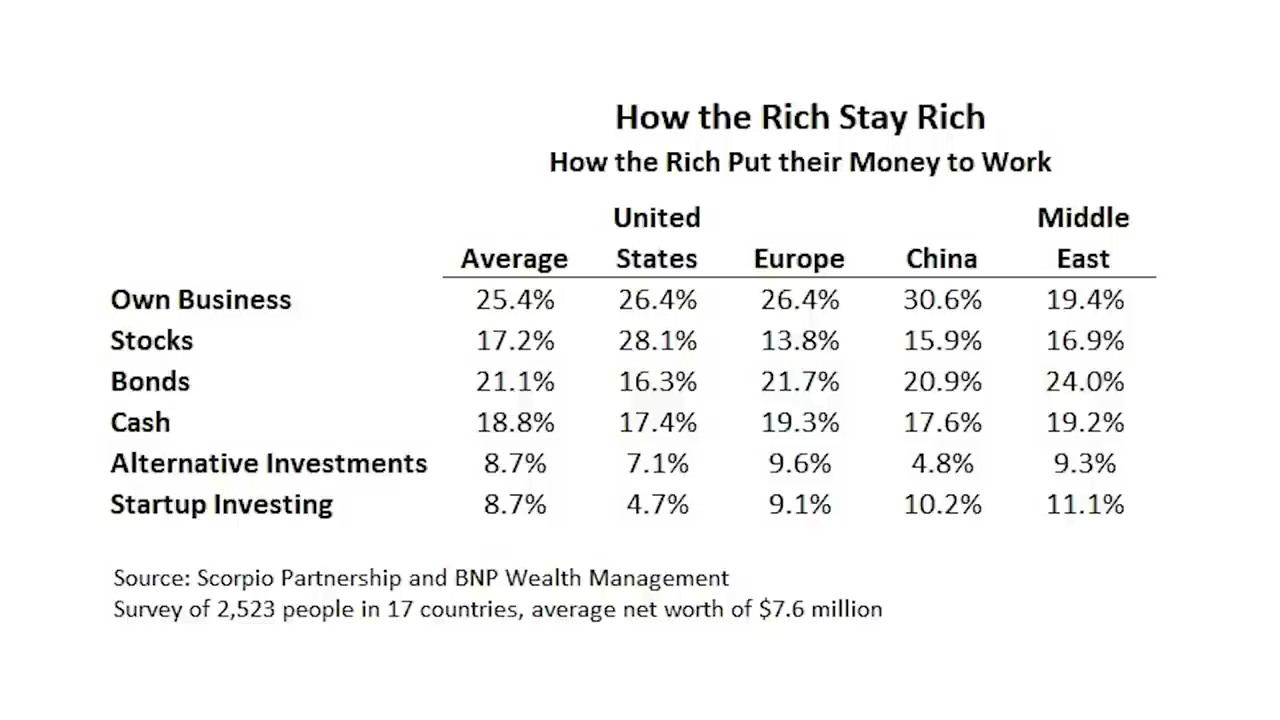 How the Rich Stay Rich
How the Rich Put their Money to Work
United Middle
Average States Europe China East
Own Business 25.4% 26.4% 26.4% 30.6% 19.4%
Stocks 17.2% 28.1% 13.8% 15.9% 16.9%
Bonds 21.1% 16.3% 21.7% 20.9% 24.0%
Cash 18.8% 17.4% 19.3% 17.6% 19.2%
Alternative Investments 8.7% 7.1% 9.6% 4.8% 9.3%
Startup Investing 8.7% 4.7% 9.1% 10.2% 11.1%
Source: Scorpio Partnership and BNP Wealth Management
Survey of 2,523 people in 17 countries, average net worth of $7.6 million